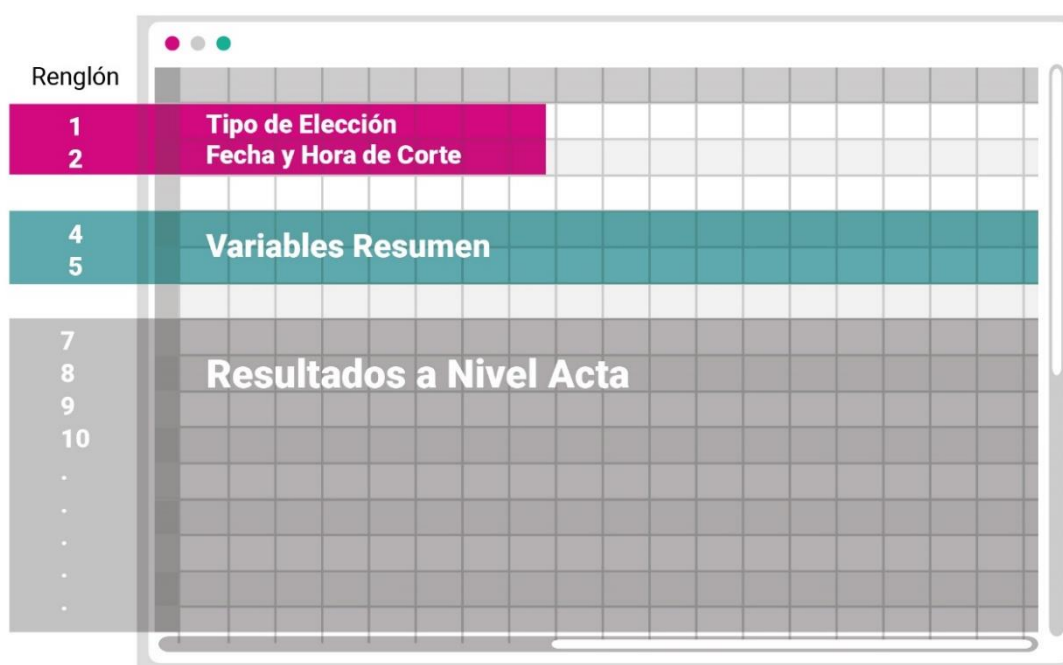 Renglón
1 Tipo de Elección
2 Fecha y Hora de Corte
4
Variables Resumen
5
7
8 Resultados a Nivel Acta
9
10
.
.
.
.
.